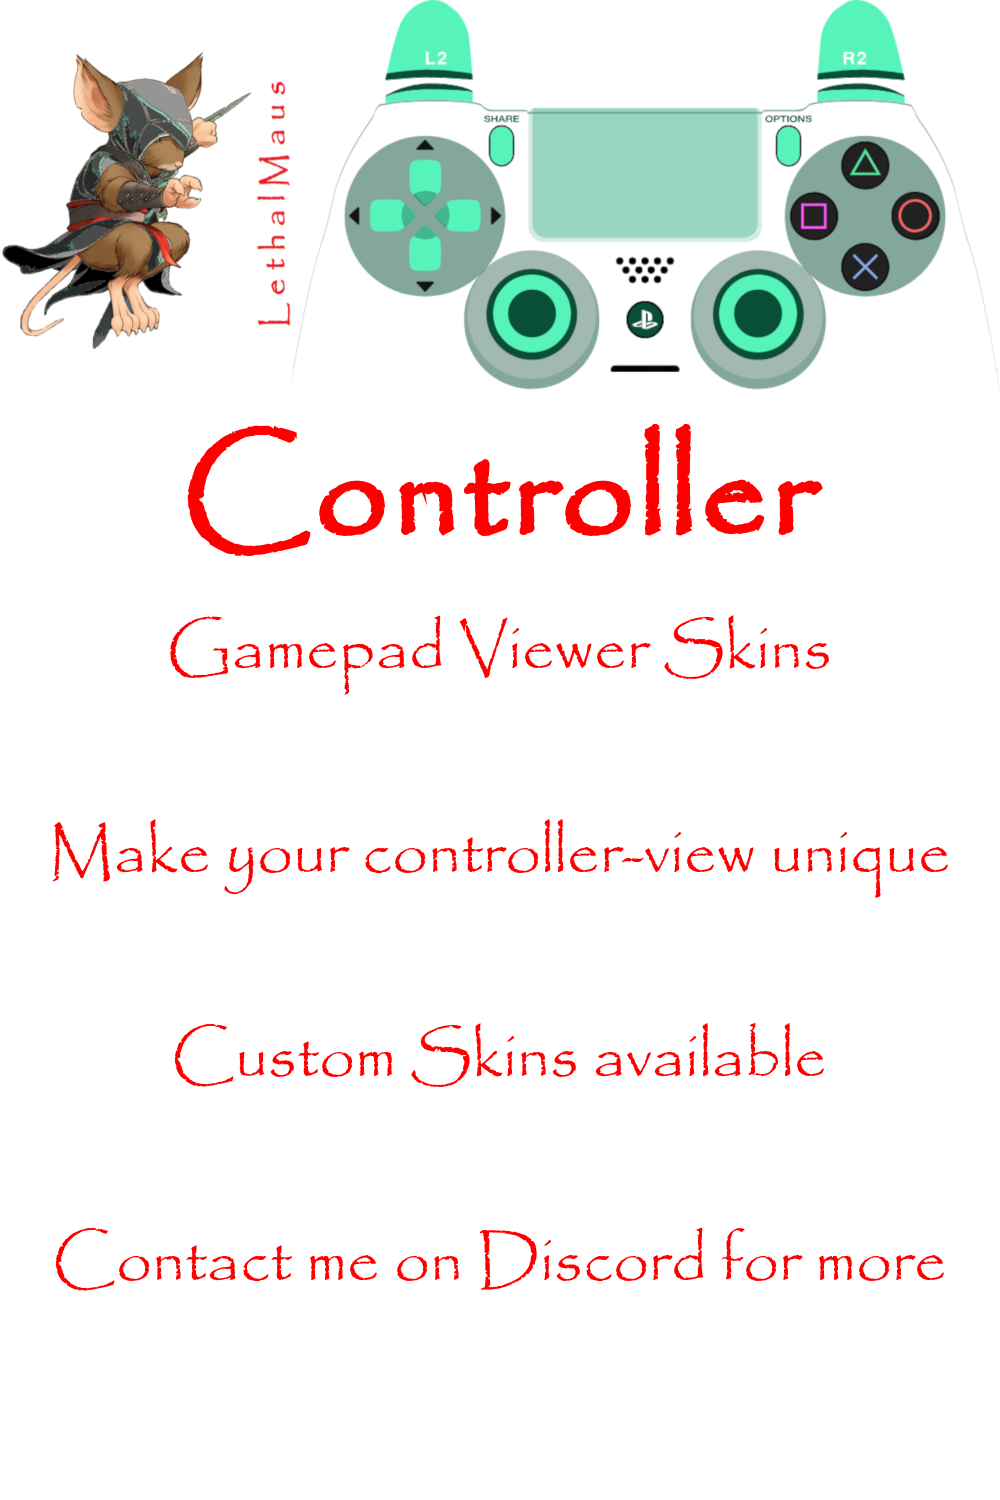 LethalMaus
L2
R2
SHARE
OPTIONS
Controller
Gamepad Viewer Skins
Make your controller-view unique
Custom Skins available
Contact me on Discord for more